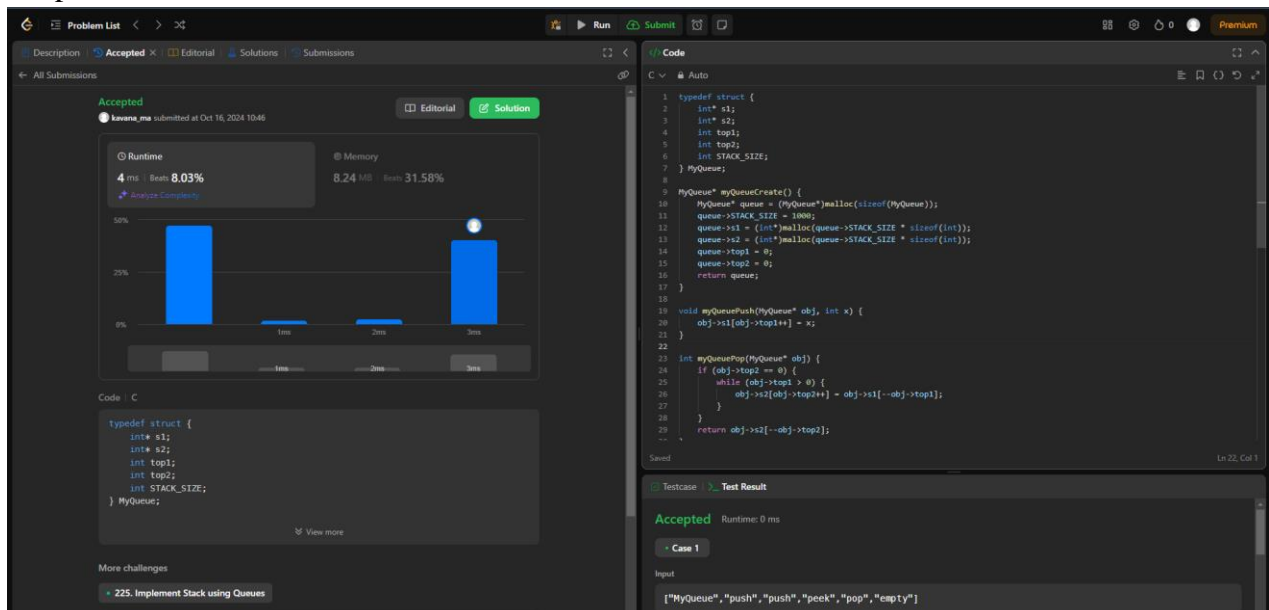 Problem List
Run
Submit
0
Premium
Description
Accepted
Editorial
Solutions
Submissions
All Submissions
Accepted
kavana_ma submitted at Oct 16, 2024 10:46
Editorial
Solution
Runtime
4 ms Beats 8.03%
Analyze Complexity
Memory
8.24 MB Beats 31.58%
50%
25%
0%
1ms 2ms 3ms
1ms 2ms 3ms
Code C
typedef struct {
int* s1;
int* s2;
int top1;
int top2;
int STACK_SIZE;
} MyQueue;
View more
More challenges
225. Implement Stack using Queues
</>Code
C Auto
1 typedef struct {
2 int* s1;
3 int* s2;
4 int top1;
5 int top2;
6 int STACK_SIZE;
7 } MyQueue;
8
9 MyQueue* myQueueCreate() {
10 MyQueue* queue = (MyQueue*)malloc(sizeof(MyQueue));
11 queue->STACK_SIZE = 1000;
12 queue->s1 = (int*)malloc(queue->STACK_SIZE * sizeof(int));
13 queue->s2 = (int*)malloc(queue->STACK_SIZE * sizeof(int));
14 queue->top1 = 0;
15 queue->top2 = 0;
16 return queue;
17 }
18
19 void myQueuePush(MyQueue* obj, int x) {
20 obj->s1[obj->top1++] = x;
21 }
22
23 int myQueuePop(MyQueue* obj) {
24 if (obj->top2 == 0) {
25 while (obj->top1 > 0) {
26 obj->s2[obj->top2++] = obj->s1[--obj->top1];
27 }
28 }
29 return obj->s2[--obj->top2];
Saved
Ln 22, Col 1
Testcase
Test Result
Accepted Runtime: 0 ms
Case 1
Input
["MyQueue","push","push","peek","pop","empty"]